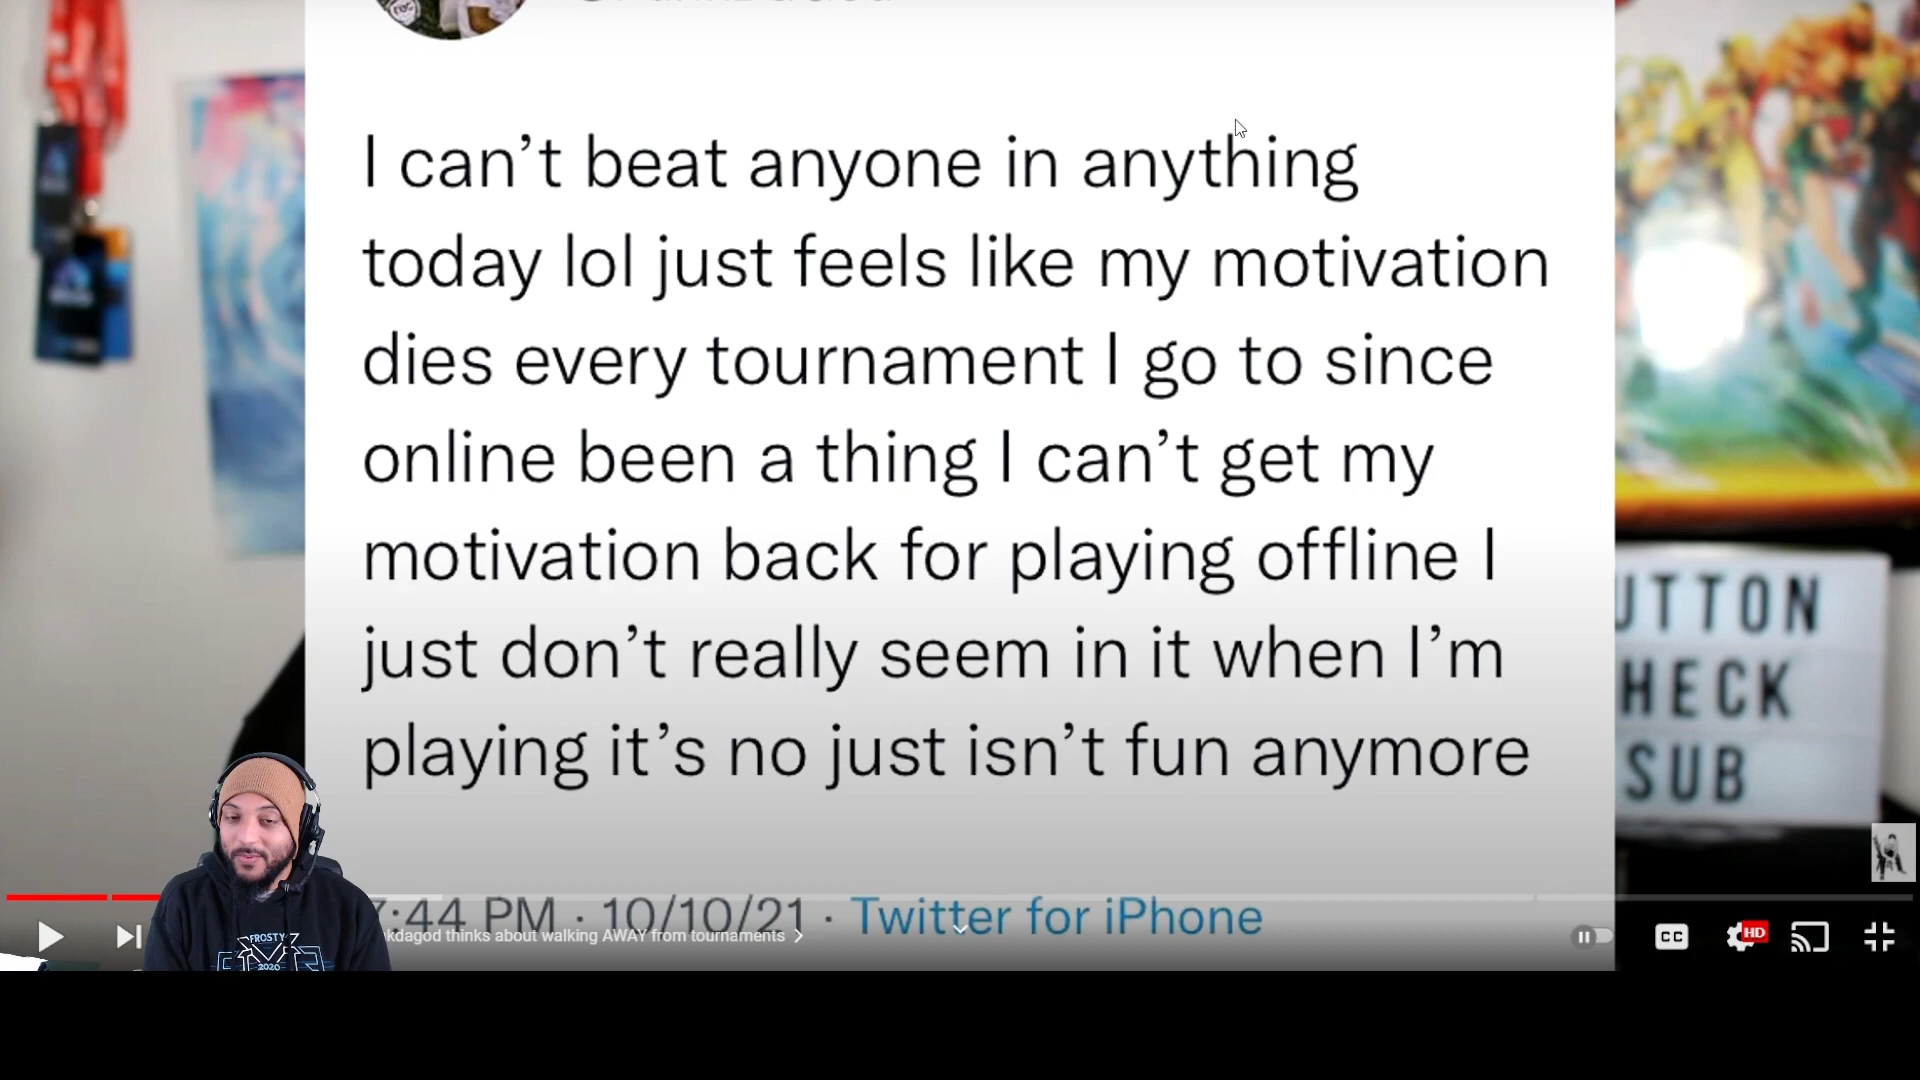 I can’t beat anyone in anything
today lol just feels like my motivation
dies every tournament I go to since
online been a thing I can’t get my
motivation back for playing offline I
just don’t really seem in it when I’m
playing it’s no just isn’t fun anymore
:44 PM · 10/10/21 · Twitter for iPhone
kdagod thinks about walking AWAY from tournaments
UTTON
HECK
SUB
CC
HD
FROSTY
2020